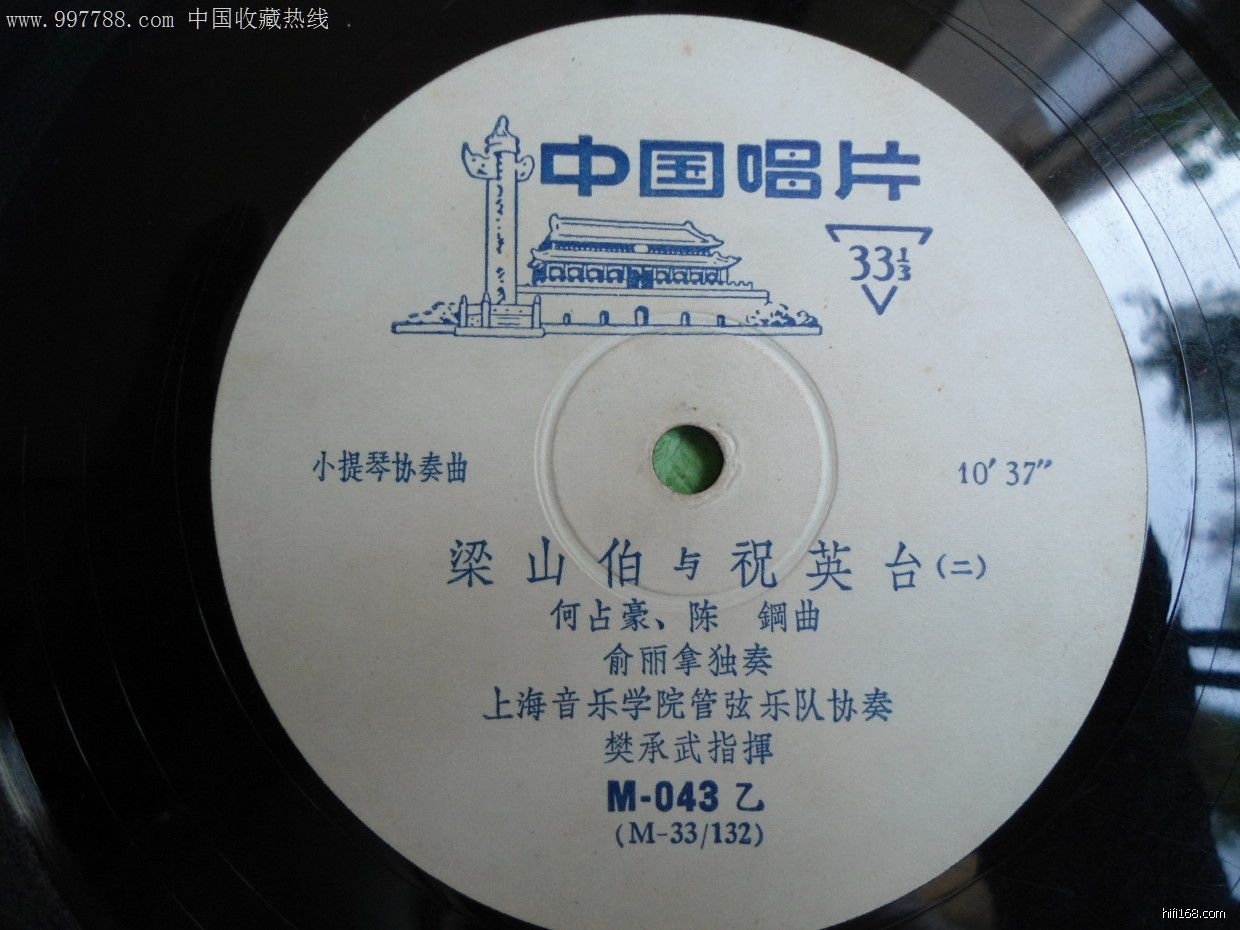 www.997788.com 中国收藏热线
中国唱片
33 1/3
小提琴协奏曲
10′37″
梁山伯与祝英台(二)
何占豪、陈 鋼曲
俞丽拿独奏
上海音乐学院管弦乐队协奏
樊承武指揮
M-043 乙
(M-33/132)
hifi168.com